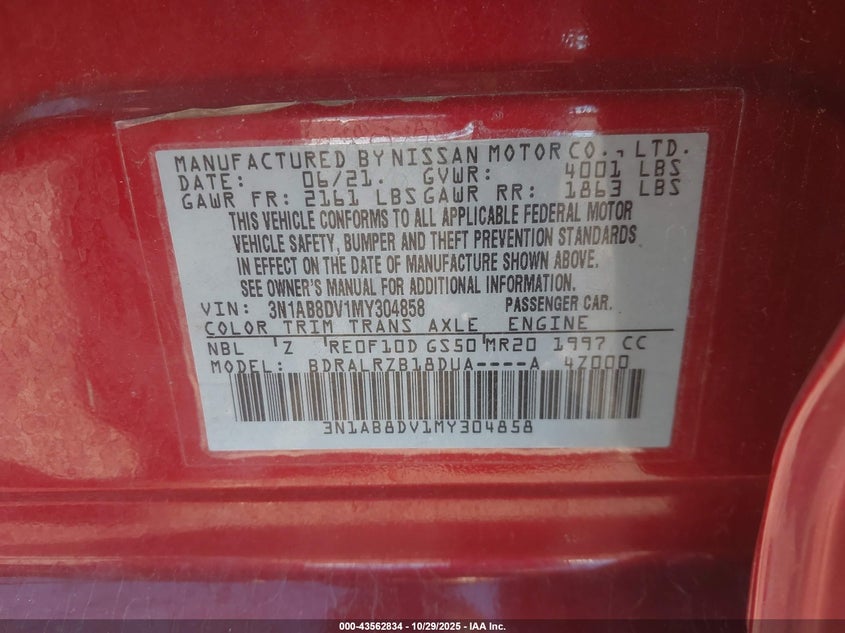 MANUFACTURED BY NISSAN MOTOR CO., LTD.
DATE: 06/21. GVWR: 4001 LBS
GAWR FR: 2161 LBS GAWR RR: 1863 LBS
THIS VEHICLE CONFORMS TO ALL APPLICABLE FEDERAL MOTOR
VEHICLE SAFETY, BUMPER AND THEFT PREVENTION STANDARDS
IN EFFECT ON THE DATE OF MANUFACTURE SHOWN ABOVE.
SEE OWNER'S MANUAL FOR ADDITIONAL INFORMATION.
VIN: 3N1AB8DV1MY304858 PASSENGER CAR.
COLOR TRIM TRANS AXLE ENGINE
NBL 'Z RE0F10D GS50 MR20 1997 CC
MODEL: BDRALRZB18DUA----A 4Z000
3N1AB8DV1MY304858
000-43562834 - 10/29/2025 - IAA Inc.